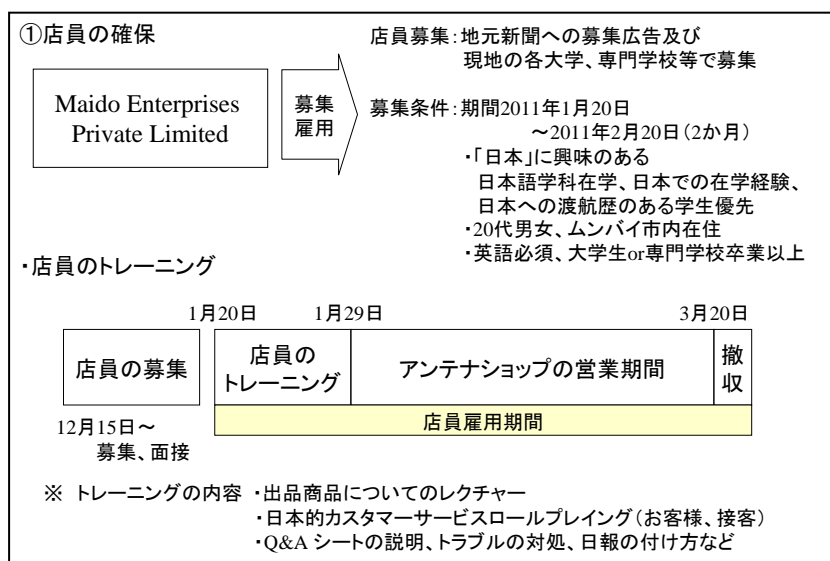 ①店員の確保
店員募集：地元新聞への募集広告及び
現地の各大学、専門学校等で募集
Maido Enterprises
Private Limited
募集
雇用
募集条件：期間2011年1月20日
～2011年2月20日（2か月）
・「日本」に興味のある
日本語学科在学、日本での在学経験、
日本への渡航歴のある学生優先
・20代男女、ムンバイ市内在住
・英語必須、大学生or専門学校卒業以上
・店員のトレーニング
1月20日
1月29日
3月20日
店員の募集
店員の
トレーニング
アンテナショップの営業期間
撤
収
店員雇用期間
12月15日～
募集、面接
※ トレーニングの内容 ・出品商品についてのレクチャー
・日本的カスタマーサービスロールプレイング（お客様、接客）
・Q&A シートの説明、トラブルの対処、日報の付け方など